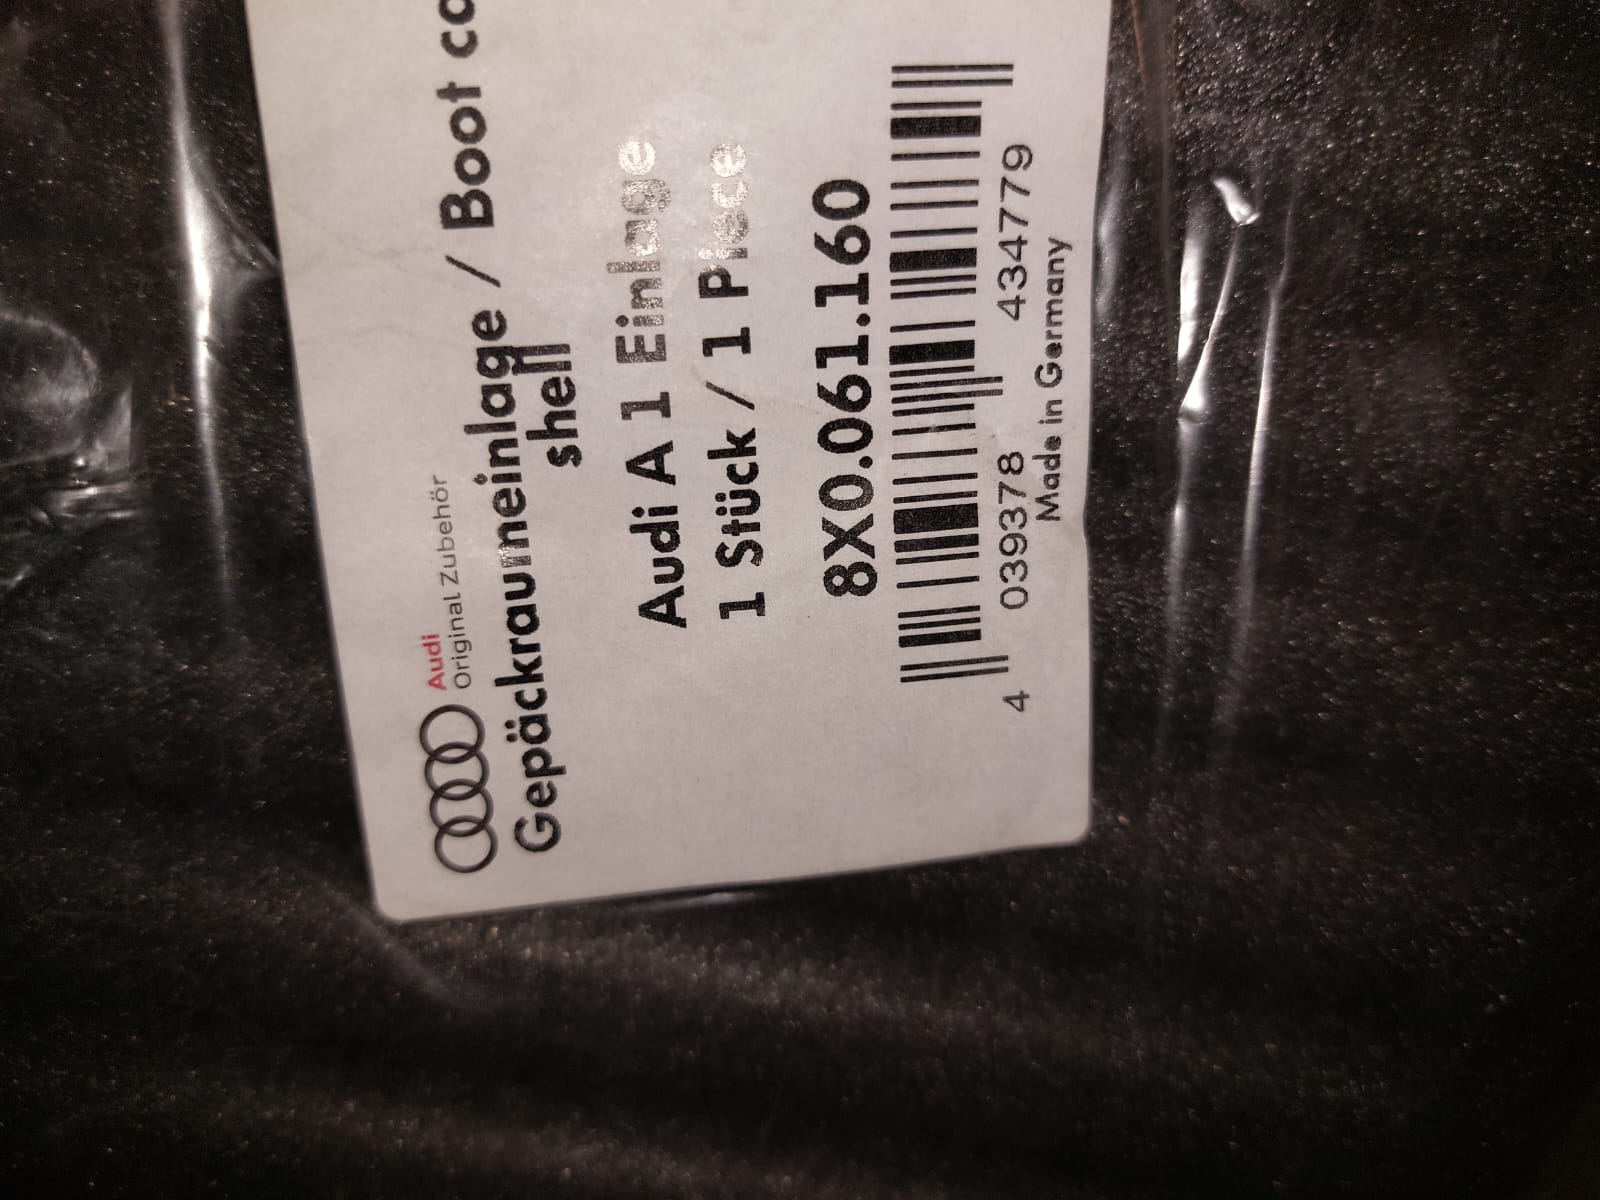 Audi
Original Zubehör
Gepäckraumeinlage / Boot
shell
Audi A 1 Einlage
1 Stück / 1 Piece
8X0.061.160
4 039378 434779
Made in Germany